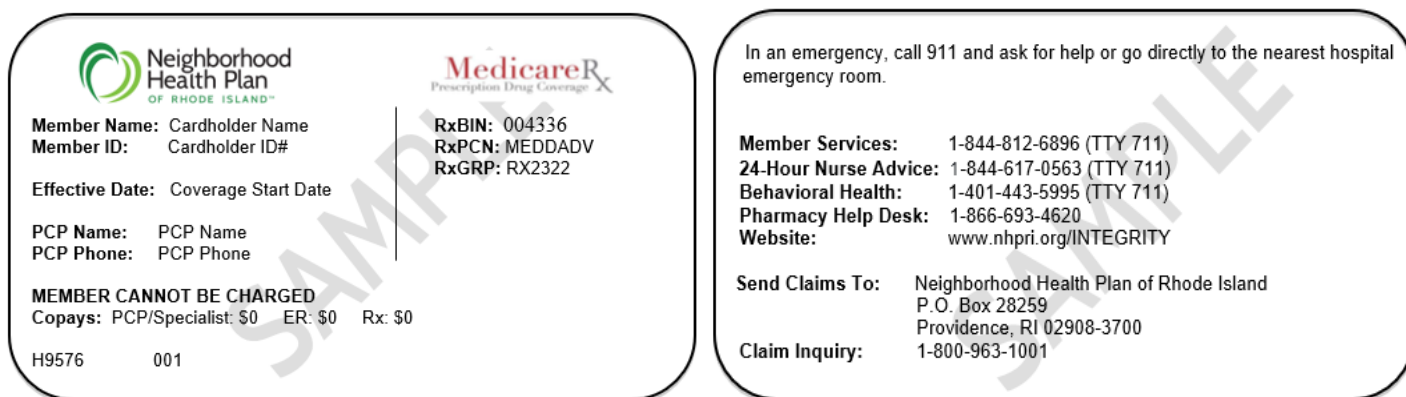 Neighborhood
Health Plan
OF RHODE ISLAND™
MedicareRx
Prescription Drug Coverage
Member Name: Cardholder Name
Member ID: Cardholder ID#
Effective Date: Coverage Start Date
PCP Name: PCP Name
PCP Phone: PCP Phone
RxBIN: 004336
RxPCN: MEDDADV
RxGRP: RX2322
MEMBER CANNOT BE CHARGED
Copays: PCP/Specialist: $0 ER: $0 Rx: $0
H9576 001
SAMPLE
In an emergency, call 911 and ask for help or go directly to the nearest hospital
emergency room.
Member Services: 1-844-812-6896 (TTY 711)
24-Hour Nurse Advice: 1-844-617-0563 (TTY 711)
Behavioral Health: 1-401-443-5995 (TTY 711)
Pharmacy Help Desk: 1-866-693-4620
Website: www.nhpri.org/INTEGRITY
Send Claims To: Neighborhood Health Plan of Rhode Island
P.O. Box 28259
Providence, RI 02908-3700
Claim Inquiry: 1-800-963-1001
SAMPLE